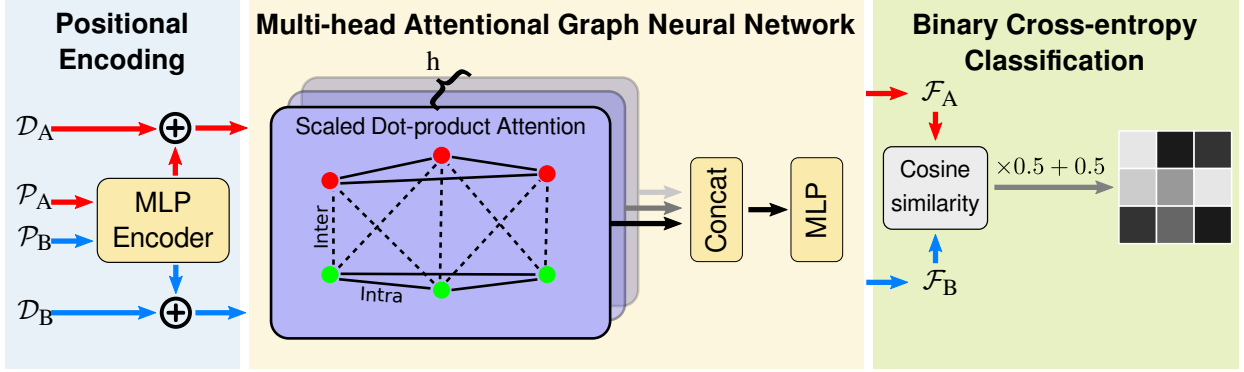 Positional
Encoding
𝒟A
𝒫A
𝒫B
𝒟B
MLP
Encoder
Multi-head Attentional Graph Neural Network
h
Scaled Dot-product Attention
Inter
Intra
Concat
MLP
Binary Cross-entropy
Classification
ℱA
Cosine
similarity
×0.5 + 0.5
ℱB